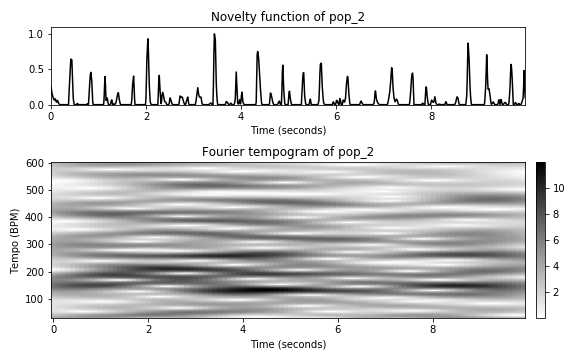 Novelty function of pop_2
1.0
0.5
0.0
0 2 4 6 8
Time (seconds)
Fourier tempogram of pop_2
600
500
400
300
200
100
Tempo (BPM)
0 2 4 6 8
Time (seconds)
10
8
6
4
2